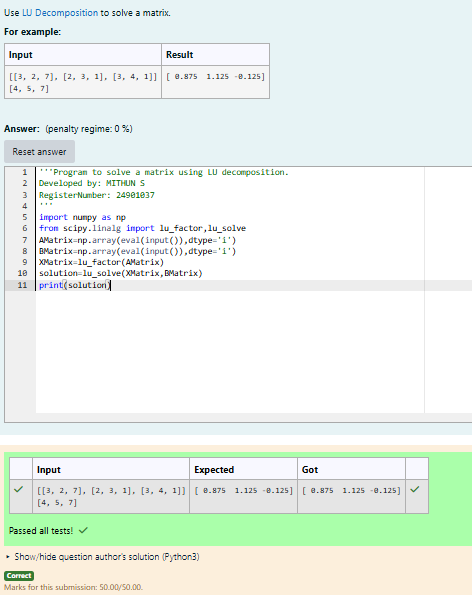 Use LU Decomposition to solve a matrix.
For example:
Input Result
[[3, 2, 7], [2, 3, 1], [3, 4, 1]] [ 0.875  1.125 -0.125]
[4, 5, 7]
Answer: (penalty regime: 0 %)
Reset answer
1 '''Program to solve a matrix using LU decomposition.
2 Developed by: MITHUN S
3 RegisterNumber: 24901037
4 '''
5 import numpy as np
6 from scipy.linalg import lu_factor,lu_solve
7 AMatrix=np.array(eval(input()),dtype='i')
8 BMatrix=np.array(eval(input()),dtype='i')
9 XMatrix=lu_factor(AMatrix)
10 solution=lu_solve(XMatrix,BMatrix)
11 print(solution)
Input Expected Got
[[3, 2, 7], [2, 3, 1], [3, 4, 1]] [ 0.875  1.125 -0.125] [ 0.875  1.125 -0.125]
[4, 5, 7]
Passed all tests!
Show/hide question author's solution (Python3)
Correct
Marks for this submission: 50.00/50.00.